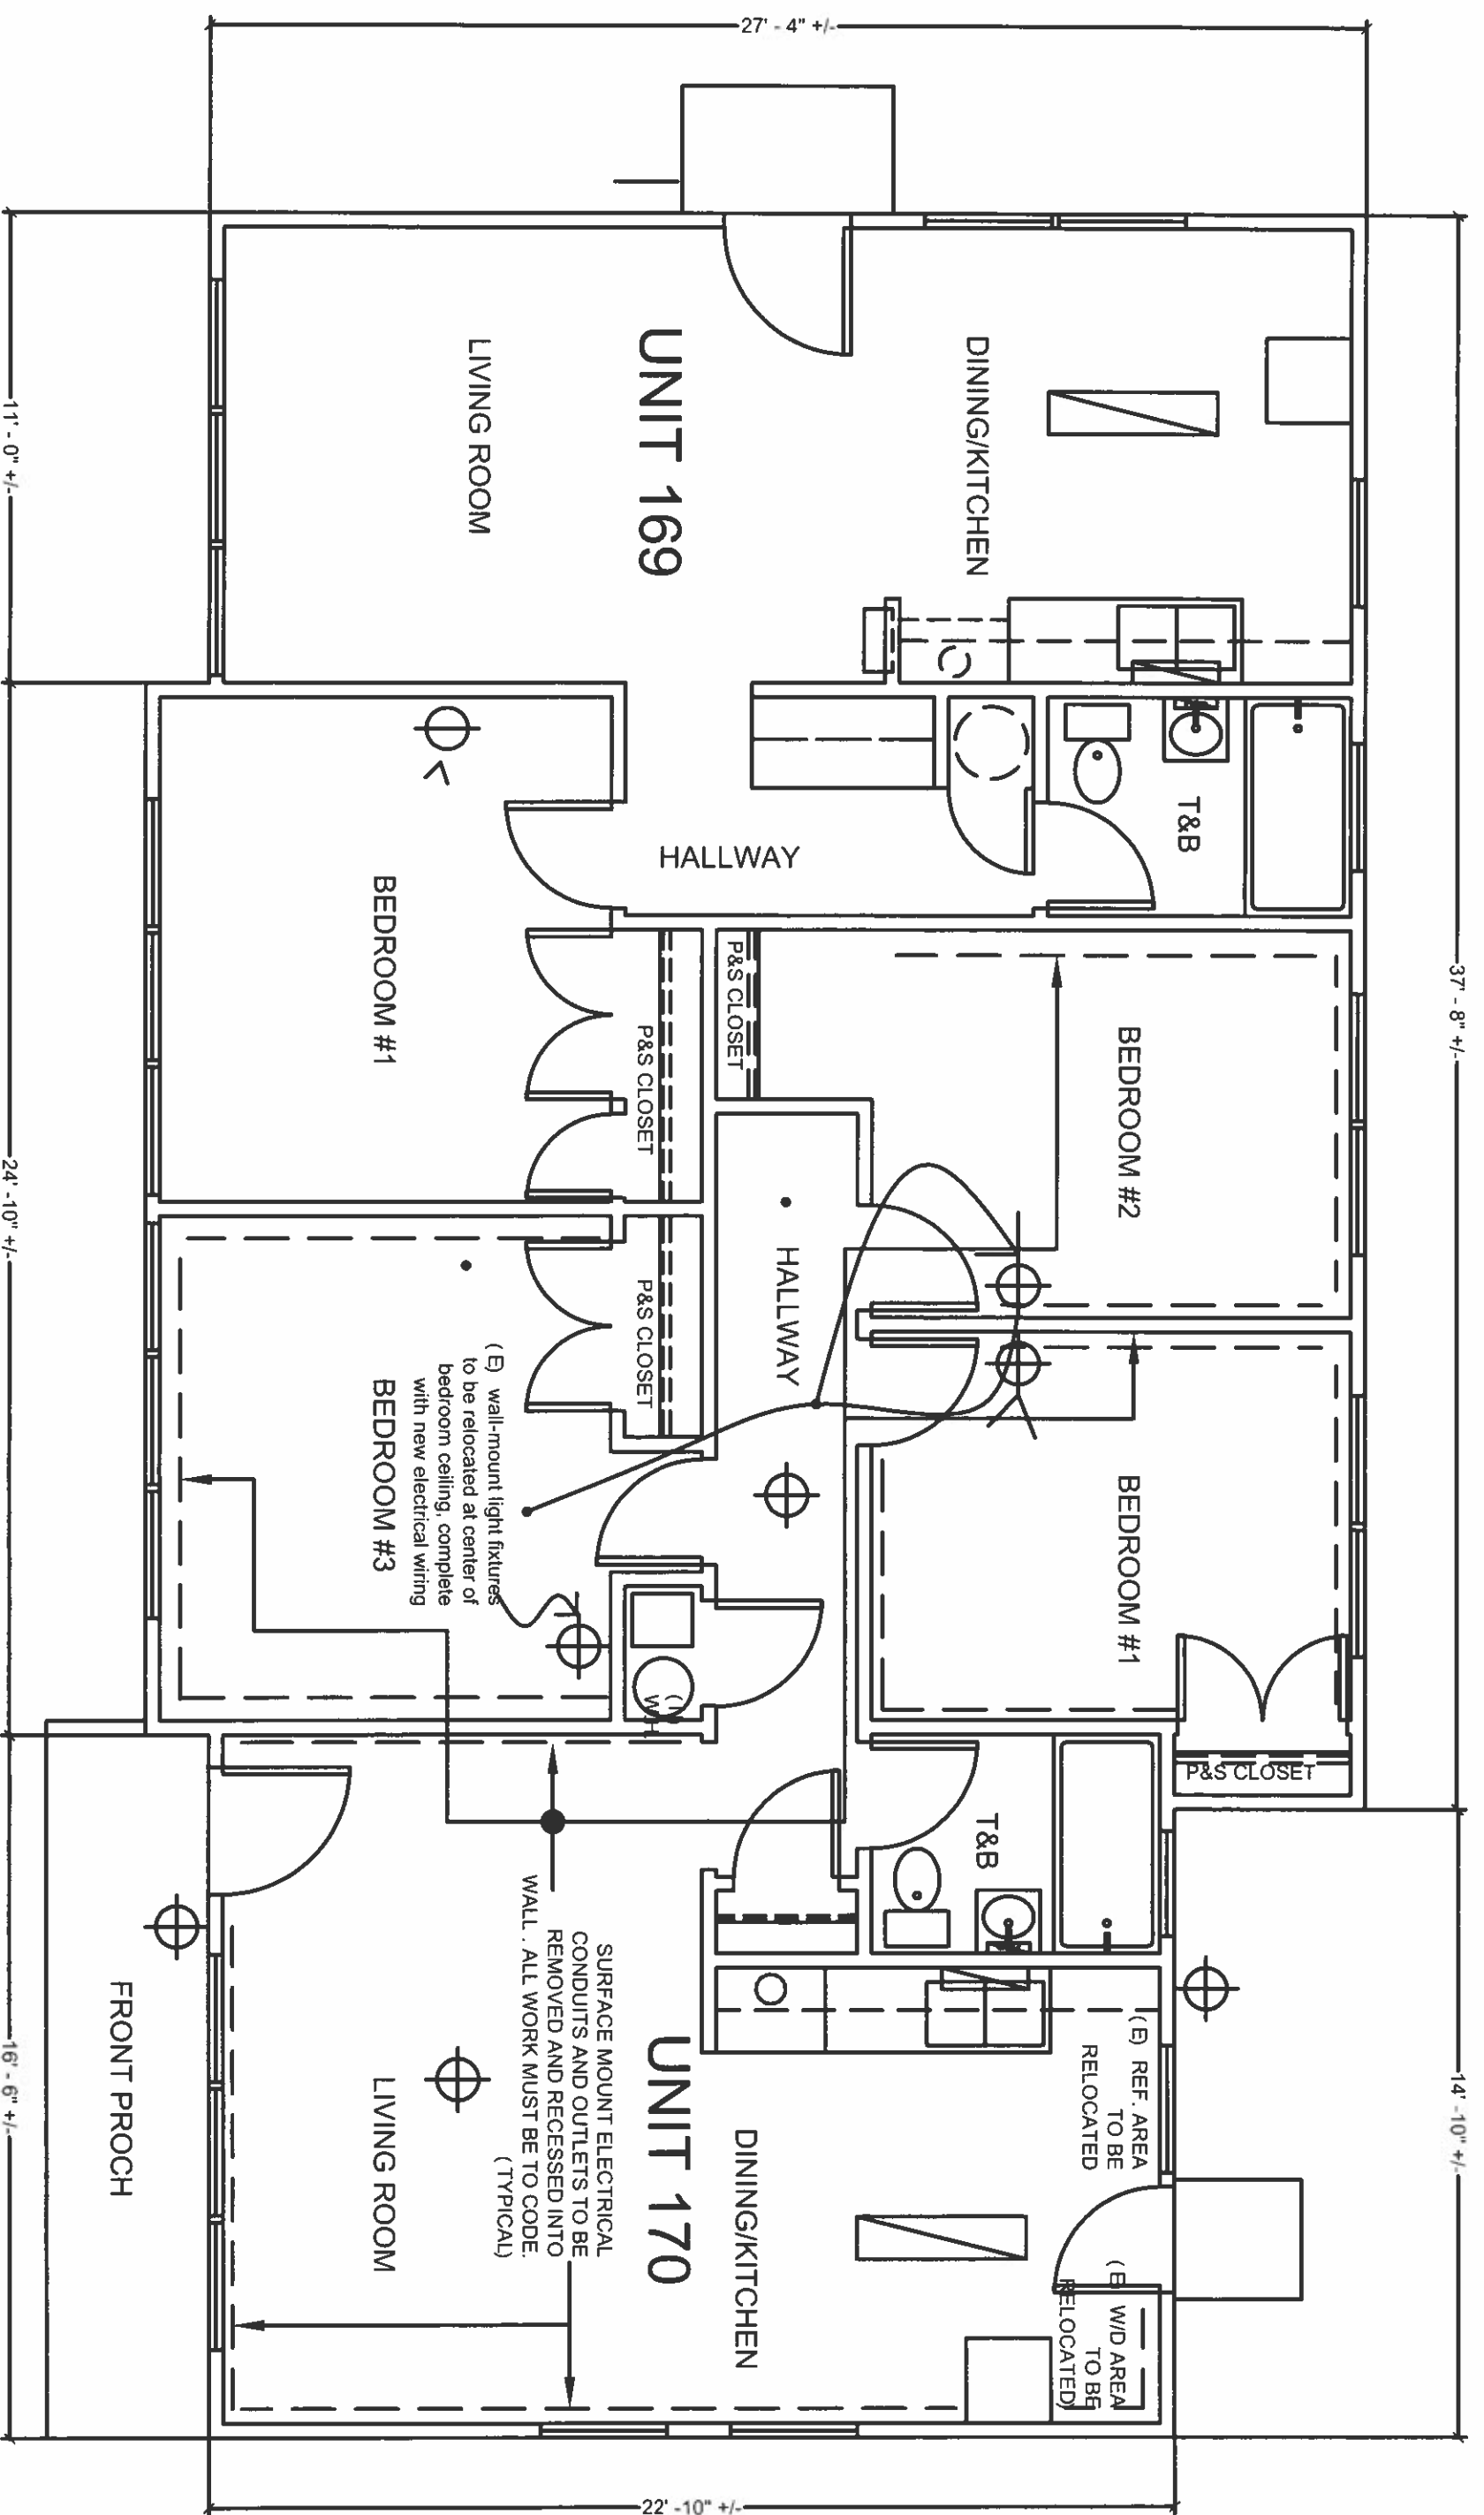 37' - 8" +/-
14' -10" +/-
27' - 4" +/-
22' -10" +/-
11' - 0" +/-
24' -10" +/-
16' - 6" +/-
DINING/KITCHEN
UNIT 169
LIVING ROOM
T&B
HALLWAY
BEDROOM #1
P&S CLOSET
P&S CLOSET
BEDROOM #2
BEDROOM #1
P&S CLOSET
HALLWAY
P&S CLOSET
( E) wall-mount light fixtures
to be relocated at center of
bedroom ceiling, complete
with new electrical wiring
BEDROOM #3
T&B
( E) REF. AREA
TO BE
RELOCATED
( E) W/D AREA
TO BE
RELOCATED)
DINING/KITCHEN
UNIT 170
SURFACE MOUNT ELECTRICAL
CONDUITS AND OUTLETS TO BE
REMOVED AND RECESSED INTO
WALL . ALL WORK MUST BE TO CODE.
( TYPICAL)
LIVING ROOM
FRONT PROCH